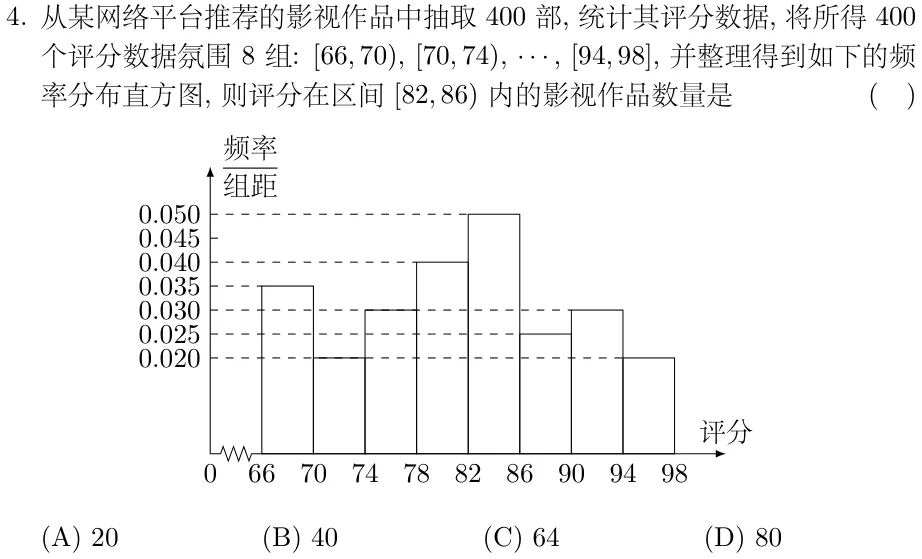 4. 从某网络平台推荐的影视作品中抽取 400 部, 统计其评分数据, 将所得 400
个评分数据氛围 8 组: [66, 70), [70, 74), ⋯, [94, 98], 并整理得到如下的频
率分布直方图, 则评分在区间 [82, 86) 内的影视作品数量是 ( )
频率
组距
0.050
0.045
0.040
0.035
0.030
0.025
0.020
评分
0 66 70 74 78 82 86 90 94 98
(A) 20 (B) 40 (C) 64 (D) 80